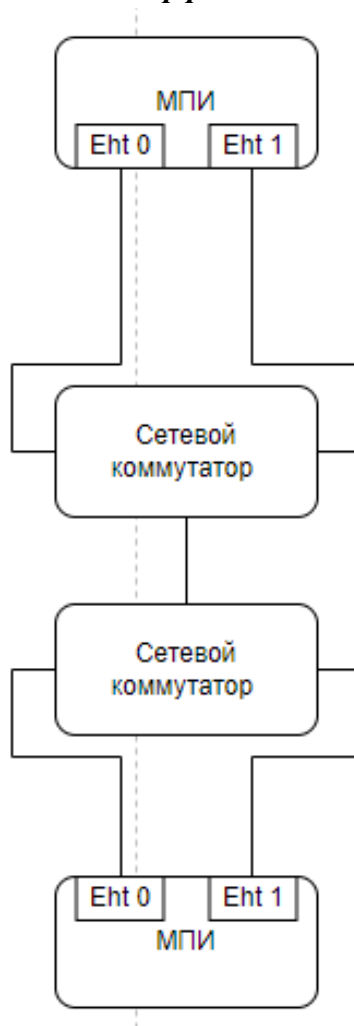 МПИ
Eht 0
Eht 1
Сетевой
коммутатор
Сетевой
коммутатор
Eht 0
Eht 1
МПИ